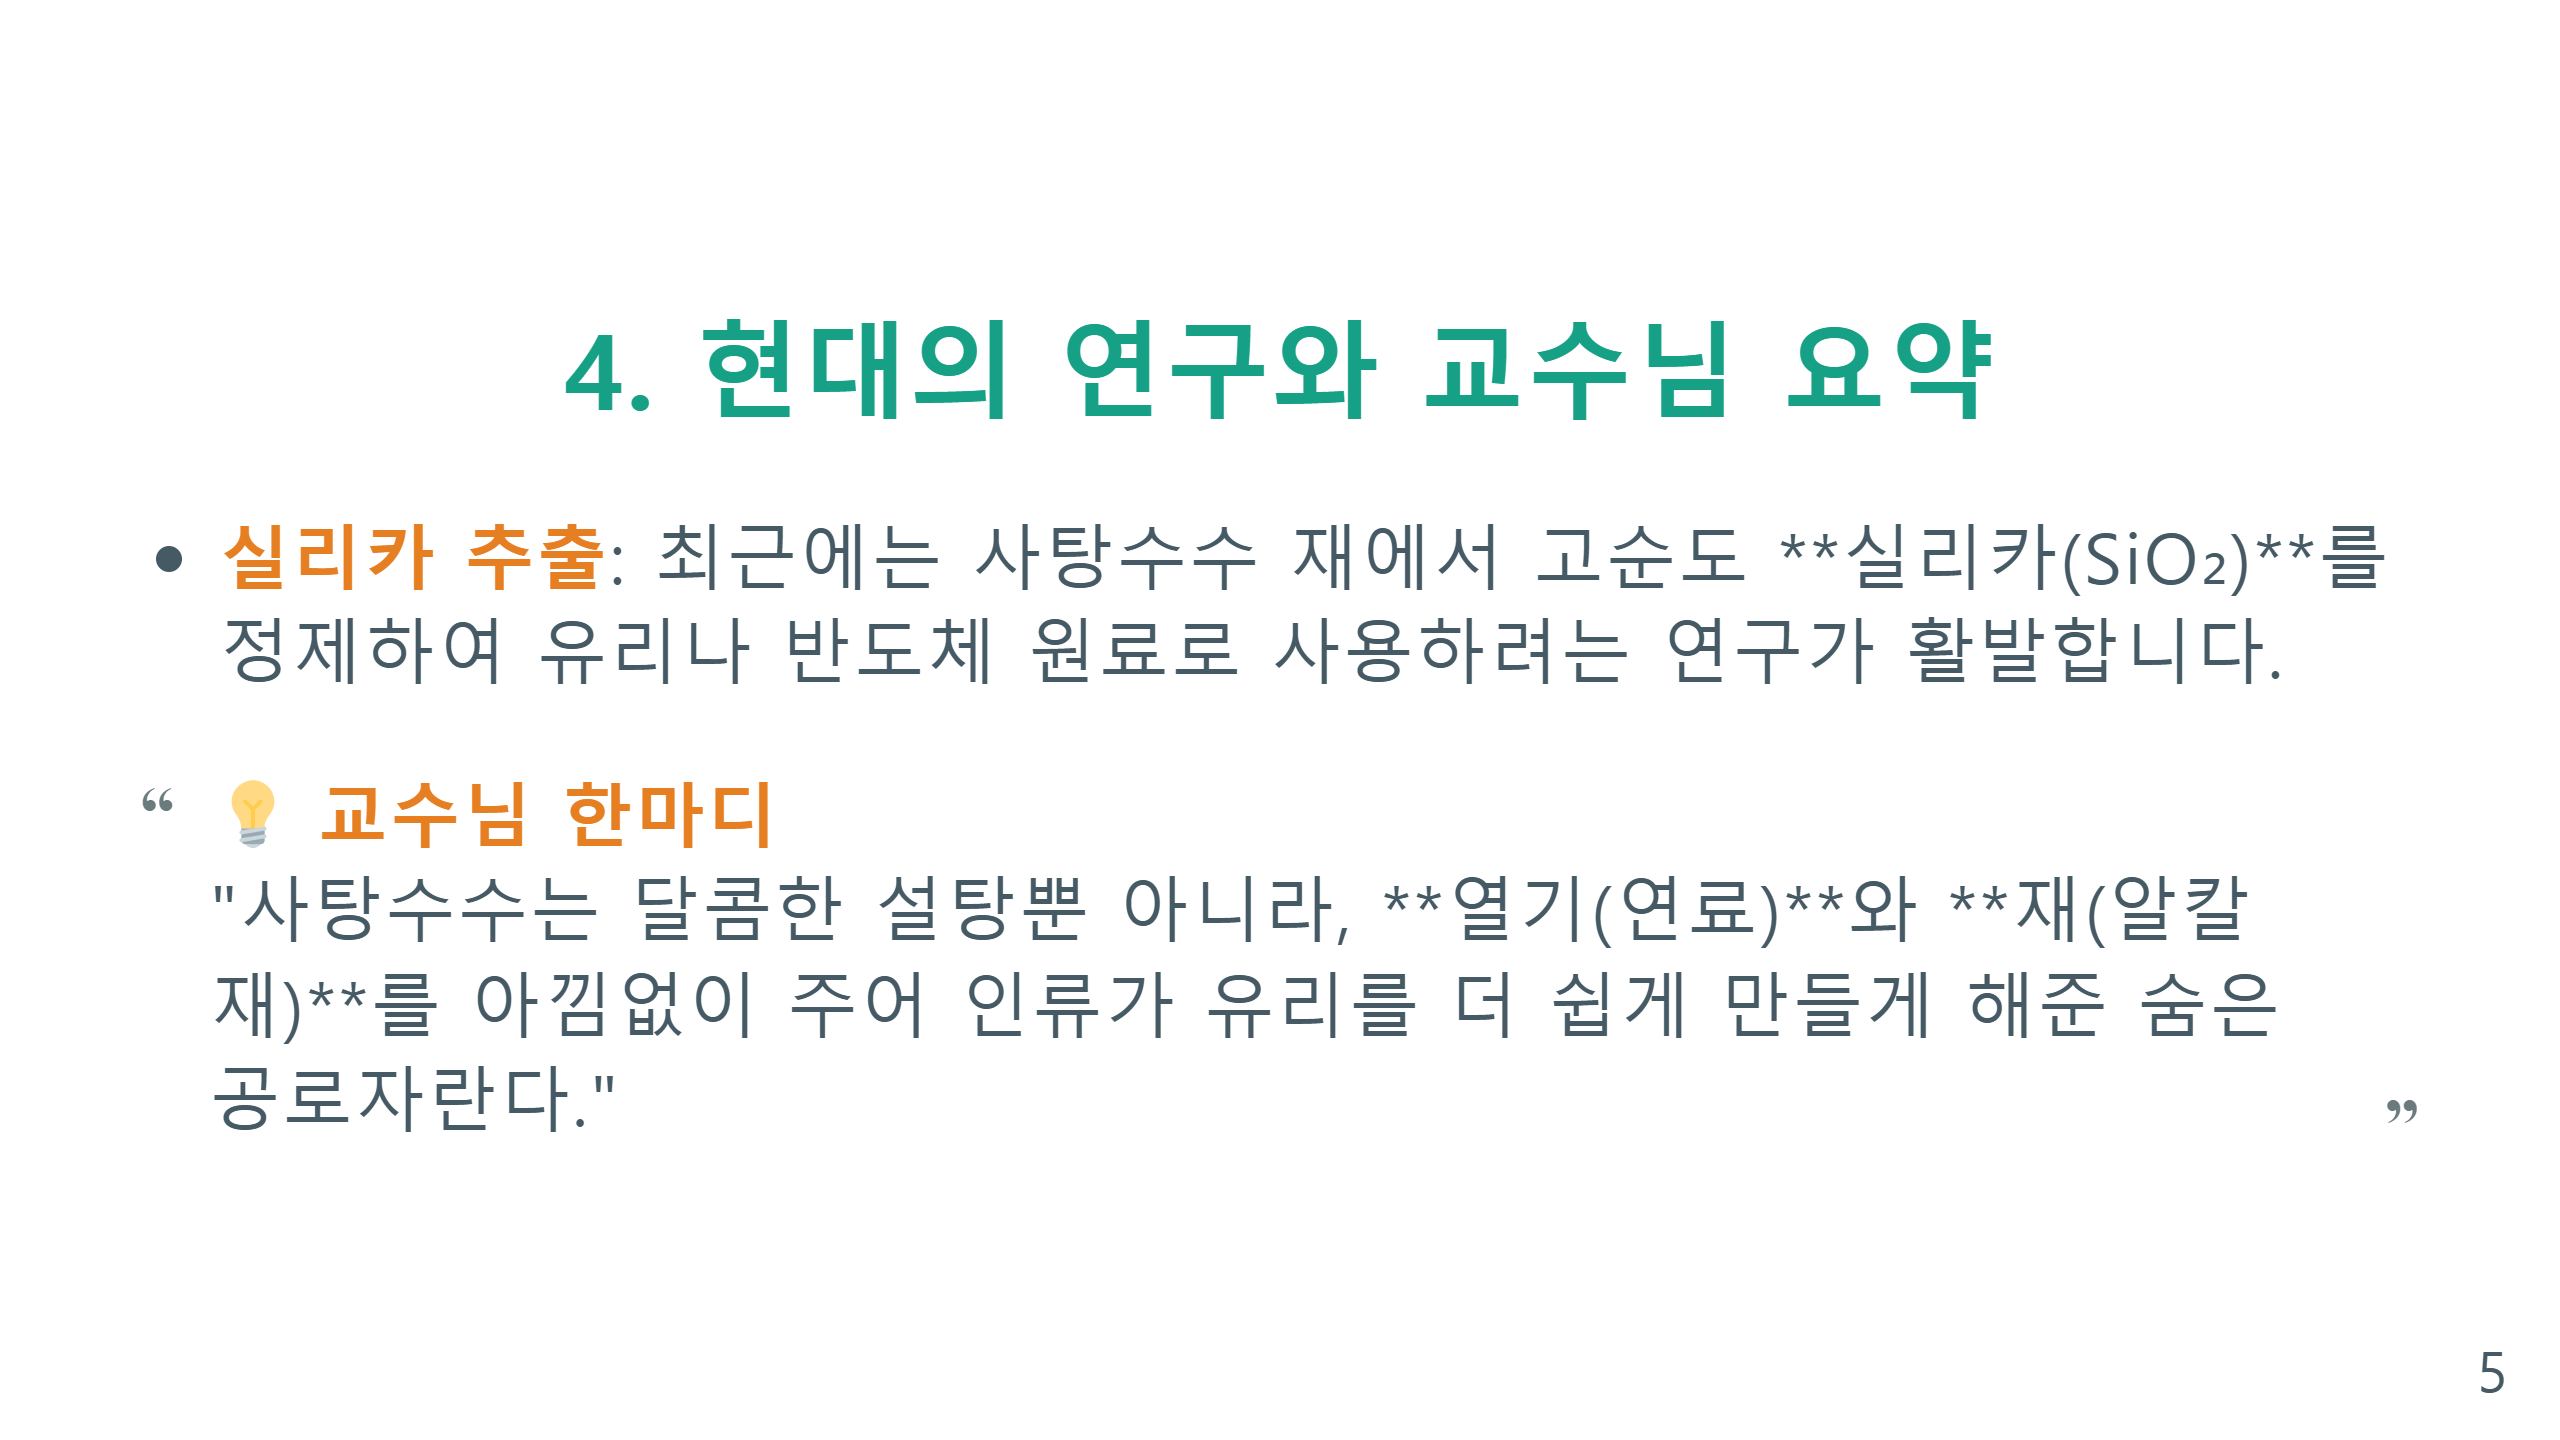 4. 현대의 연구와 교수님 요약
• 실리카 추출: 최근에는 사탕수수 재에서 고순도 **실리카(SiO₂)**를
정제하여 유리나 반도체 원료로 사용하려는 연구가 활발합니다.
“ 💡 교수님 한마디
"사탕수수는 달콤한 설탕뿐 아니라, **열기(연료)**와 **재(알칼
재)**를 아낌없이 주어 인류가 유리를 더 쉽게 만들게 해준 숨은
공로자란다." ”
5